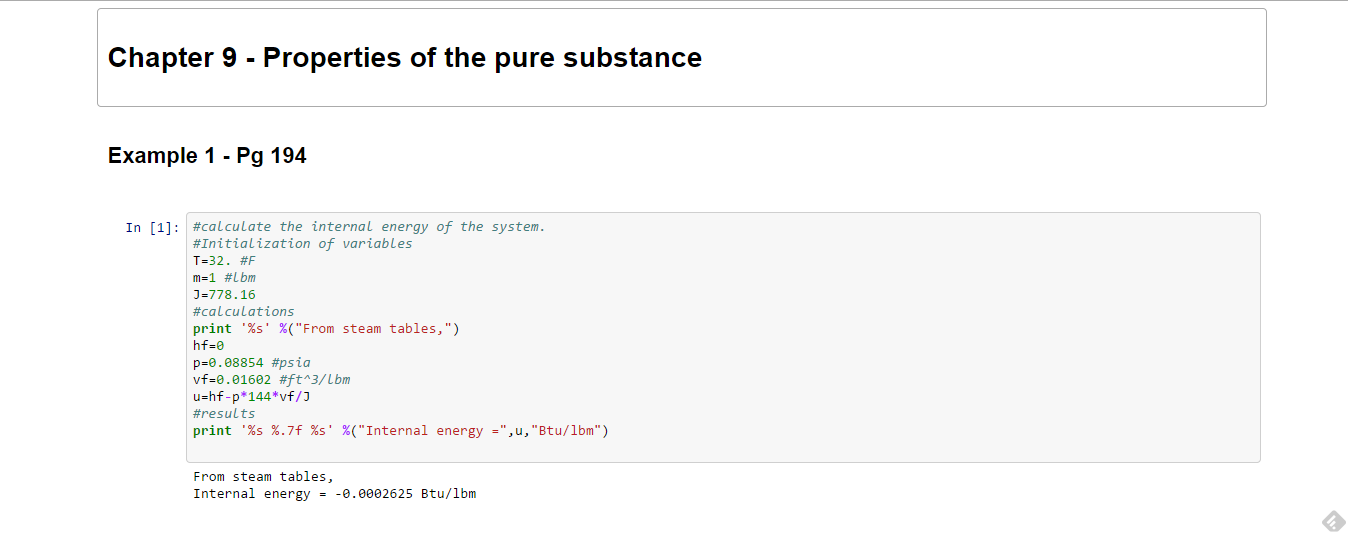 Chapter 9 - Properties of the pure substance
Example 1 - Pg 194
In [1]:
#calculate the internal energy of the system.
#Initialization of variables
T=32. #F
m=1 #lbm
J=778.16
#calculations
print '%s' %("From steam tables,")
hf=0
p=0.08854 #psia
vf=0.01602 #ft^3/lbm
u=hf-p*144*vf/J
#results
print '%s %.7f %s' %("Internal energy =",u,"Btu/lbm")
From steam tables,
Internal energy = -0.0002625 Btu/lbm